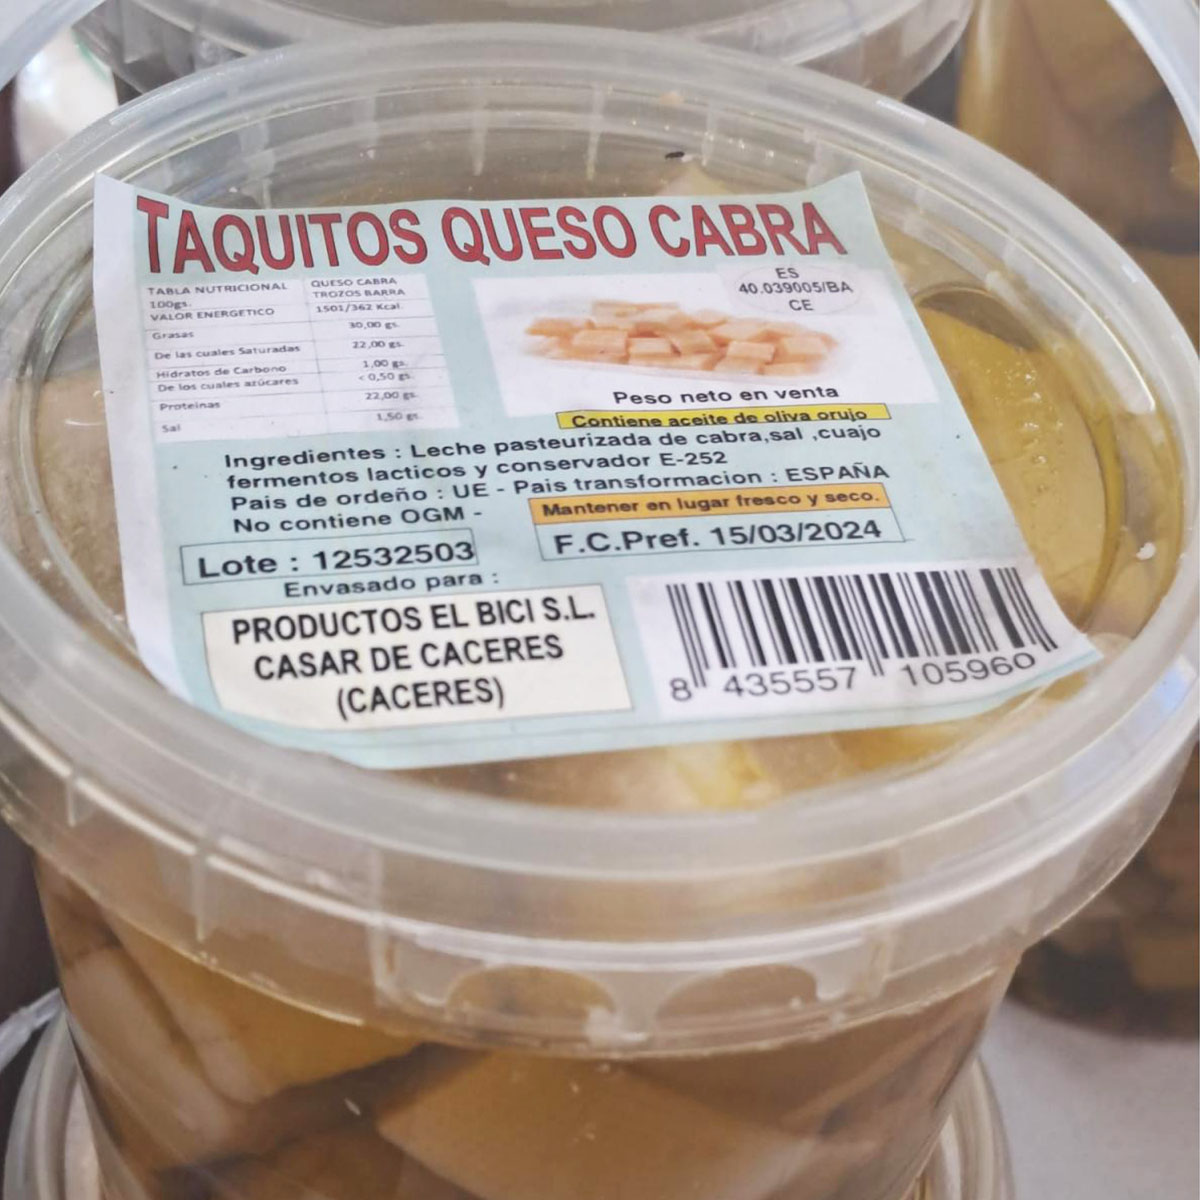 TAQUITOS QUESO CABRA
TABLA NUTRICIONAL 100gs. QUESO CABRA TROZOS BARRA
VALOR ENERGETICO 1501/362 Kcal.
Grasas 30,00 gs.
De las cuales Saturadas 22,00 gs.
Hidratos de Carbono 1,00 gs.
De los cuales azúcares < 0,50 gs.
Proteinas 22,00 gs.
Sal 1,50 gs.
ES
40.039005/BA
CE
Peso neto en venta
Contiene aceite de oliva orujo
Ingredientes : Leche pasteurizada de cabra,sal ,cuajo
fermentos lacticos y conservador E-252
Pais de ordeño : UE - Pais transformacion : ESPAÑA
No contiene OGM -
Mantener en lugar fresco y seco.
Lote : 12532503
F.C.Pref. 15/03/2024
Envasado para :
PRODUCTOS EL BICI S.L.
CASAR DE CACERES
(CACERES)
8 435557 105960